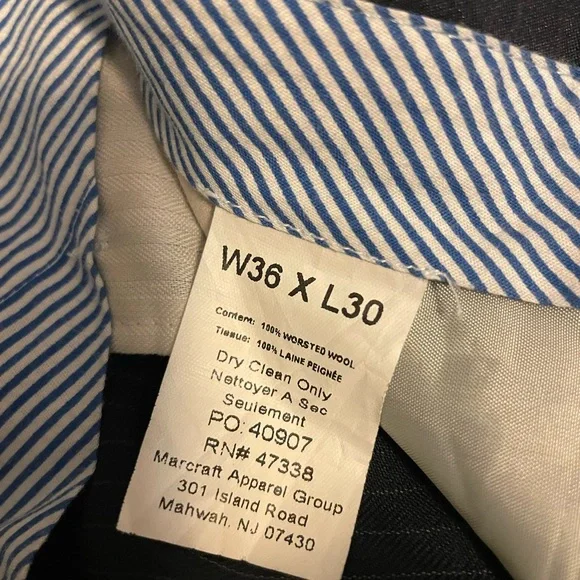 W36 X L30
Content: 100% WORSTED WOOL
Tissue: 100% LAINE PEIGNÉE
Dry Clean Only
Nettoyer A Sec
Seulement
PO: 40907
RN# 47338
Marcraft Apparel Group
301 Island Road
Mahwah, NJ 07430